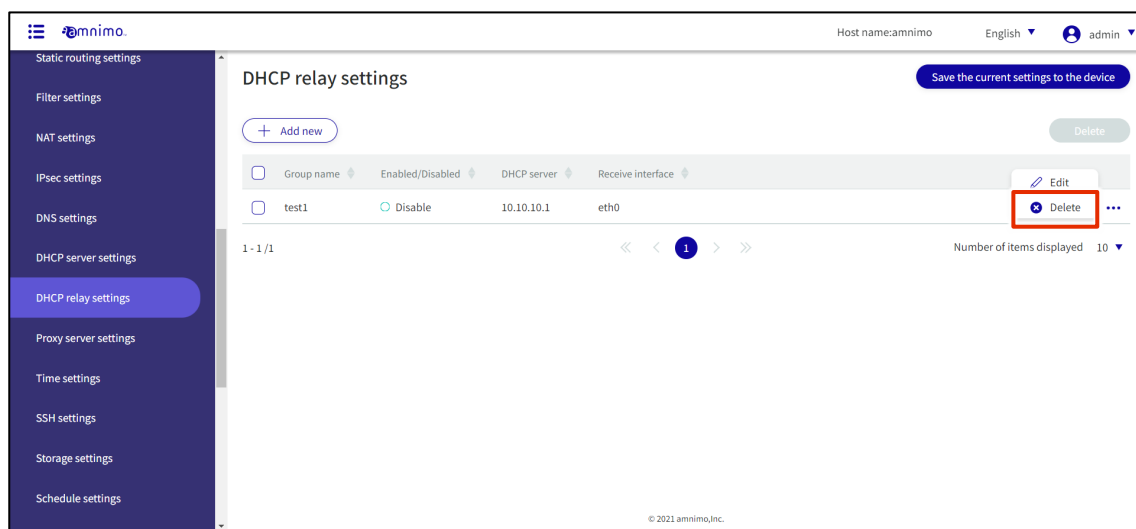 amnimo
Host name:amnimo
English
admin
Static routing settings
Filter settings
NAT settings
IPsec settings
DNS settings
DHCP server settings
DHCP relay settings
Proxy server settings
Time settings
SSH settings
Storage settings
Schedule settings
DHCP relay settings
Save the current settings to the device
+ Add new
Delete
Group name Enabled/Disabled DHCP server Receive interface
Edit
test1 Disable 10.10.10.1 eth0
Delete
1 - 1 /1
1
Number of items displayed 10
© 2021 amnimo,Inc.